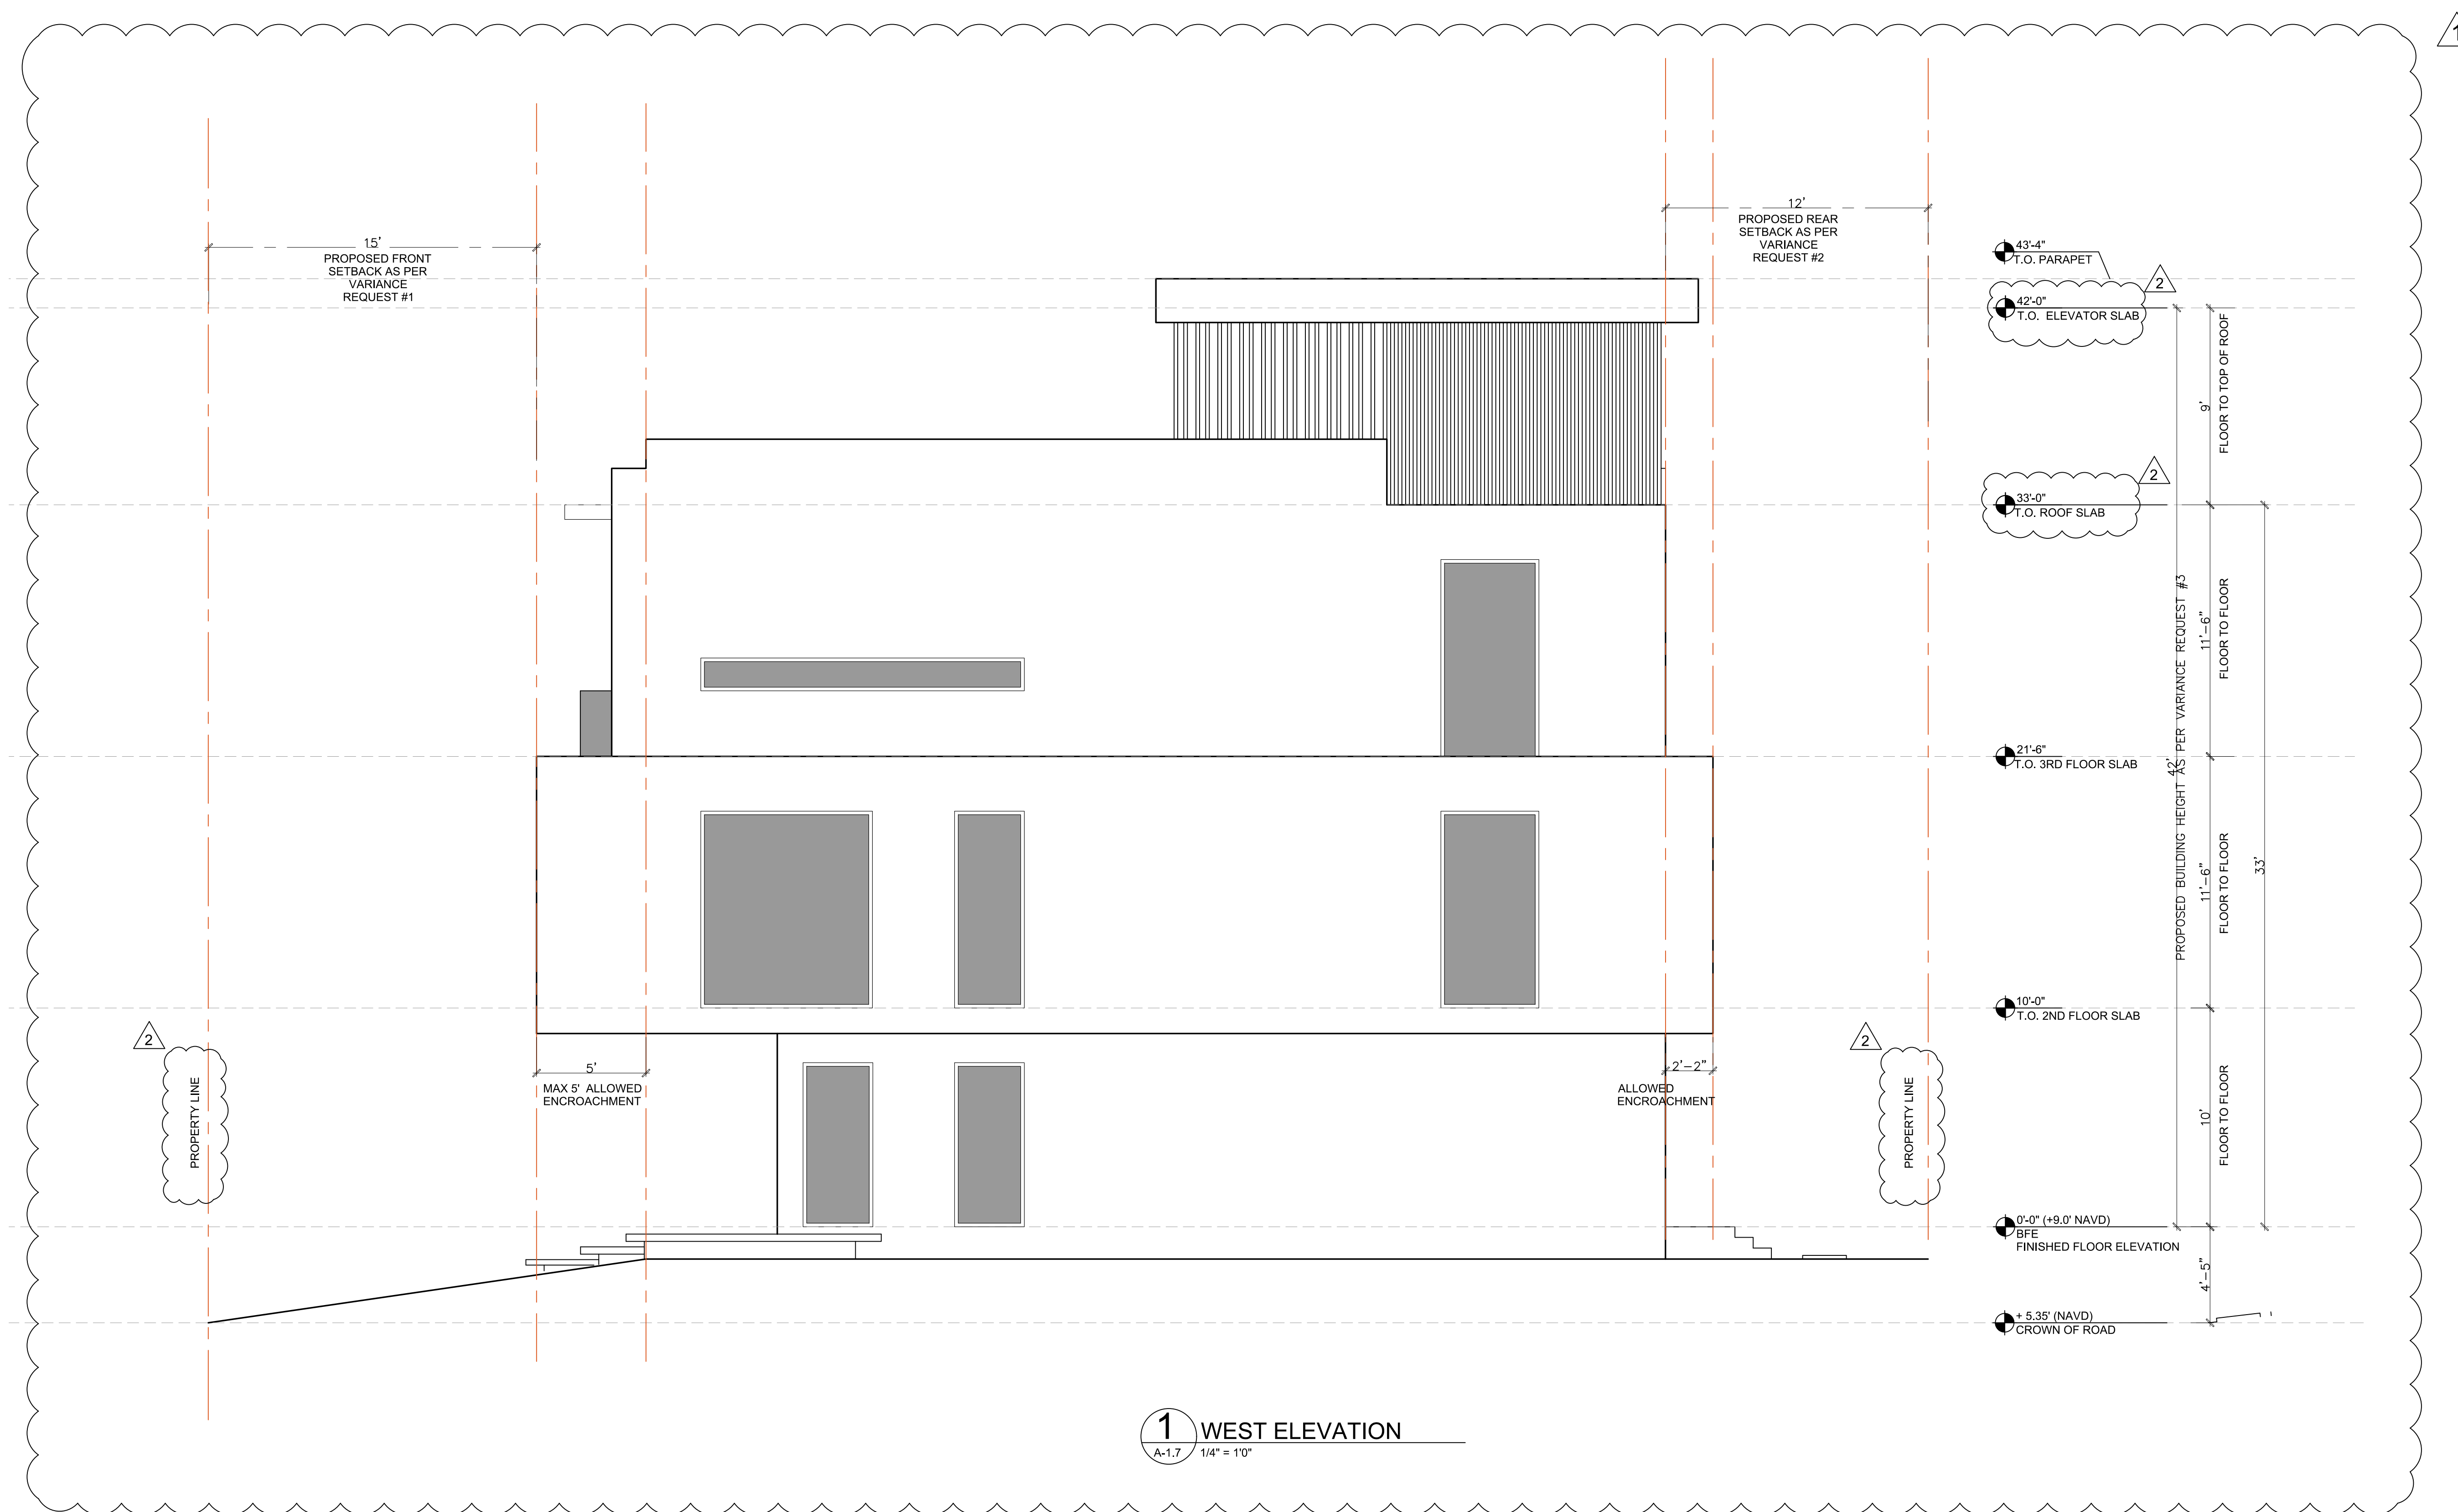 1
15'
PROPOSED FRONT
SETBACK AS PER
VARIANCE
REQUEST #1
12'
PROPOSED REAR
SETBACK AS PER
VARIANCE
REQUEST #2
43'-4"
T.O. PARAPET
2
42'-0"
T.O. ELEVATOR SLAB
9'
FLOOR TO TOP OF ROOF
2
33'-0"
T.O. ROOF SLAB
11'-6"
FLOOR TO FLOOR
42'
PROPOSED BUILDING HEIGHT AS PER VARIANCE REQUEST #3
21'-6"
T.O. 3RD FLOOR SLAB
11'-6"
FLOOR TO FLOOR
33'
10'-0"
T.O. 2ND FLOOR SLAB
2
PROPERTY LINE
5'
MAX 5' ALLOWED
ENCROACHMENT
2'-2"
ALLOWED
ENCROACHMENT
2
PROPERTY LINE
10'
FLOOR TO FLOOR
0'-0" (+9.0' NAVD)
BFE
FINISHED FLOOR ELEVATION
4'-5"
+ 5.35' (NAVD)
CROWN OF ROAD
1
WEST ELEVATION
A-1.7
1/4" = 1'0"